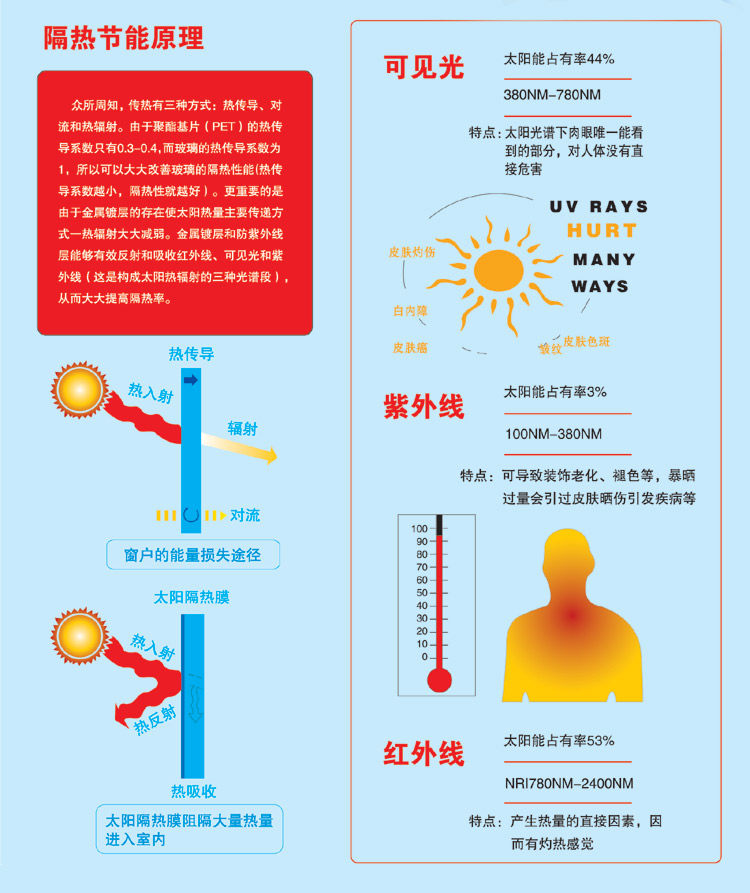 隔热节能原理
众所周知，传热有三种方式：热传导、对
流和热辐射。由于聚酯基片（PET）的热传
导系数只有0.3-0.4,而玻璃的热传导系数为
1，所以可以大大改善玻璃的隔热性能(热传
导系数越小，隔热性就越好）。更重要的是
由于金属镀层的存在使太阳热量主要传递方
式一热辐射大大减弱。金属镀层和防紫外线
层能够有效反射和吸收红外线、可见光和紫
外线（这是构成太阳热辐射的三种光谱段），
从而大大提高隔热率。
热传导
热入射
辐射
对流
窗户的能量损失途径
太阳隔热膜
热入射
热反射
热吸收
太阳隔热膜阻隔大量热量
进入室内
可见光
太阳能占有率44%
380NM-780NM
特点：太阳光谱下肉眼唯一能看
到的部分，对人体没有直
接危害
UV RAYS
HURT
MANY
WAYS
皮肤灼伤
白内障
皮肤癌
皱纹
皮肤色斑
紫外线
太阳能占有率3%
100NM-380NM
特点：可导致装饰老化、褪色等，暴晒
过量会引过皮肤晒伤引发疾病等
100
90
80
70
60
50
40
30
20
10
0
红外线
太阳能占有率53%
NRI780NM-2400NM
特点：产生热量的直接因素，因
而有灼热感觉